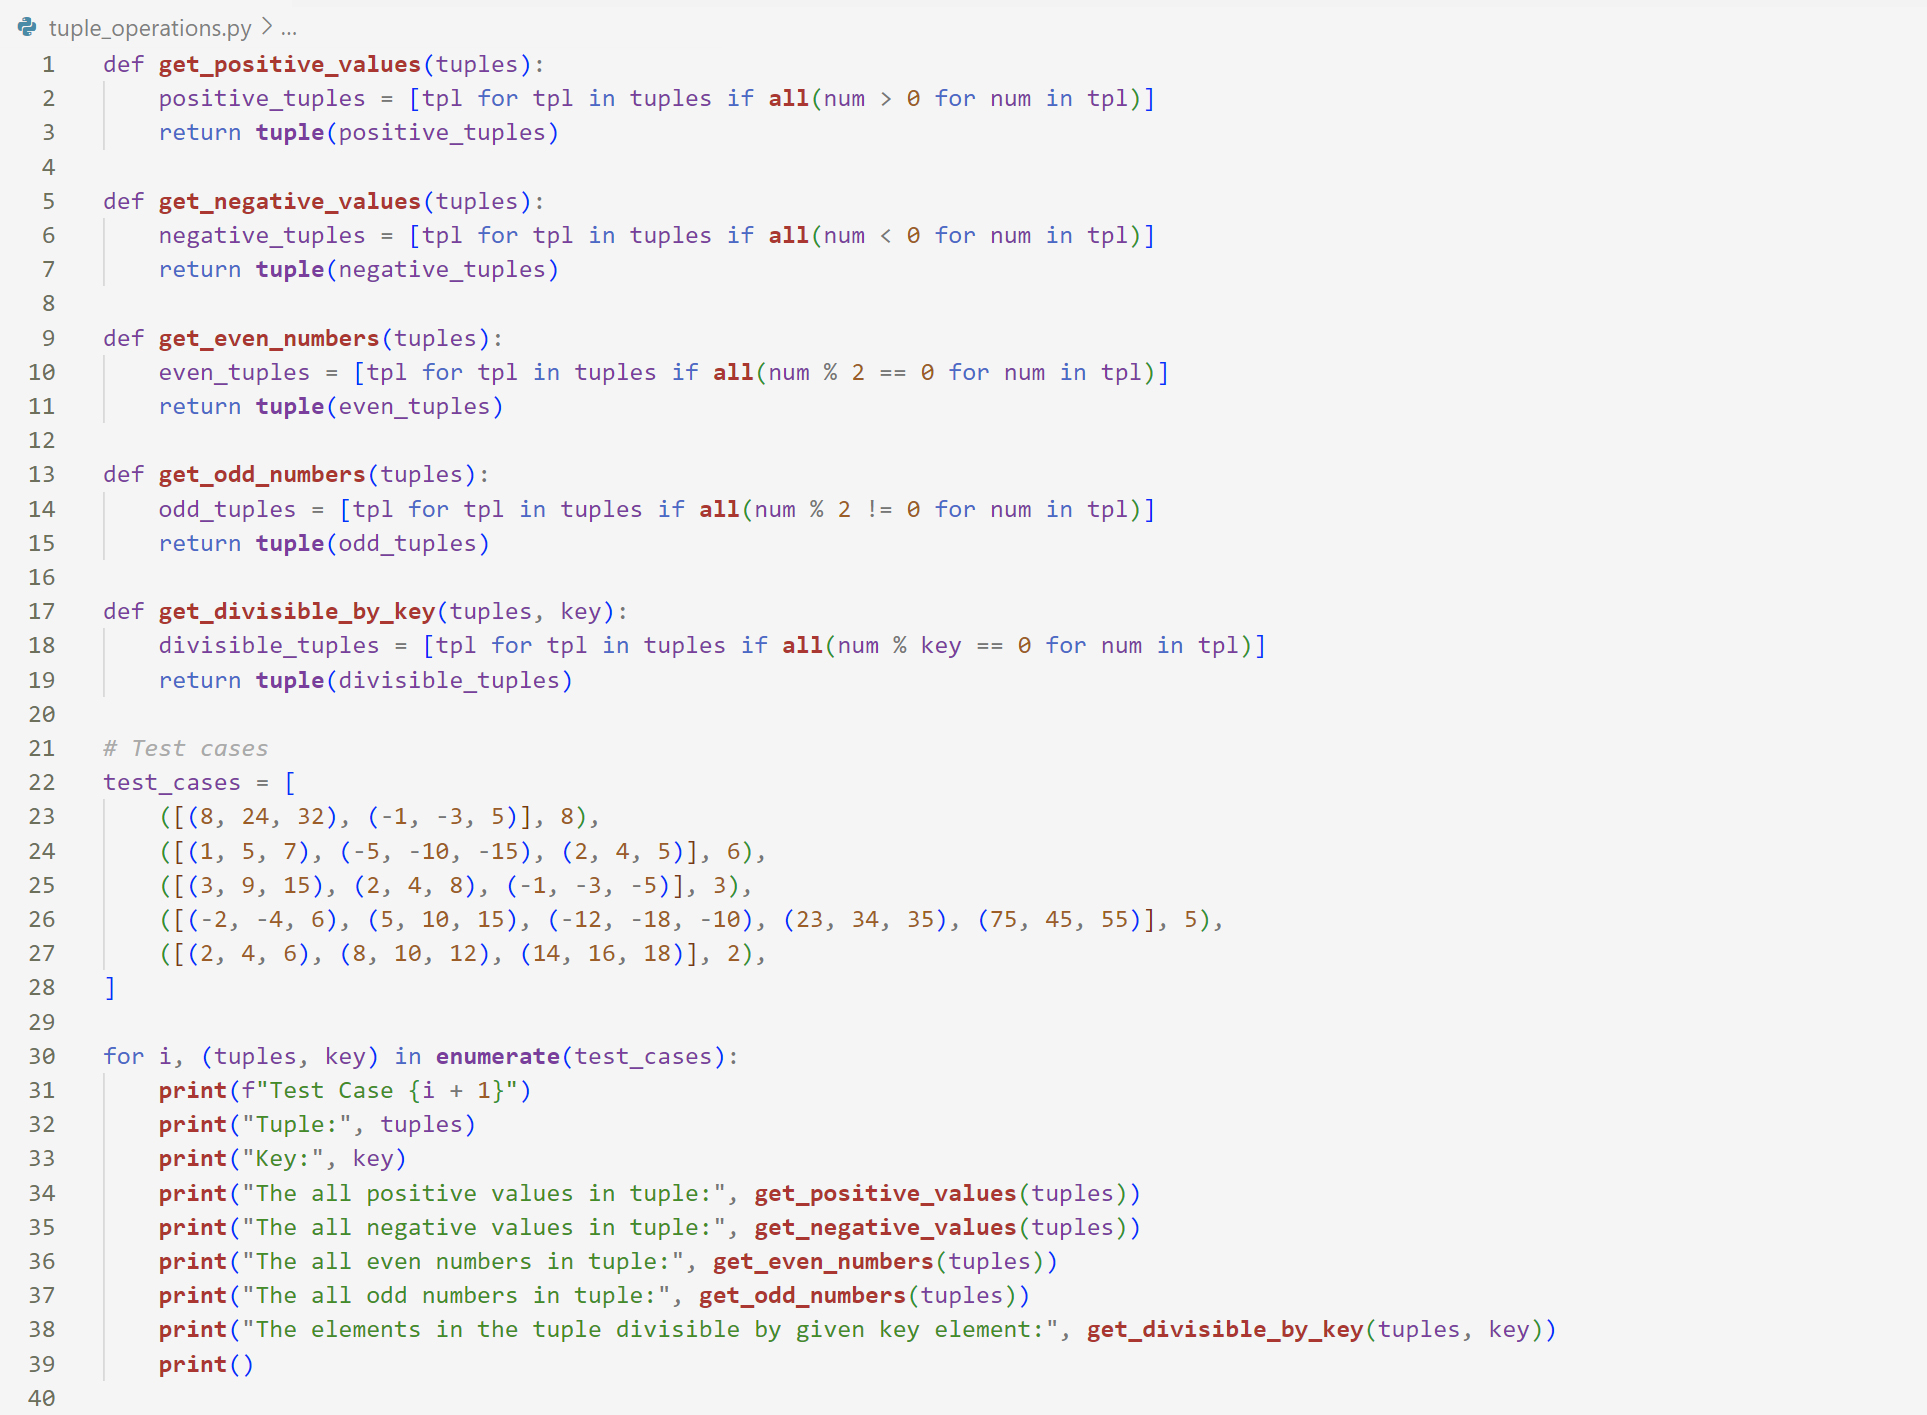 tuple_operations.py > ...
1 def get_positive_values(tuples):
2     positive_tuples = [tpl for tpl in tuples if all(num > 0 for num in tpl)]
3     return tuple(positive_tuples)
4
5 def get_negative_values(tuples):
6     negative_tuples = [tpl for tpl in tuples if all(num < 0 for num in tpl)]
7     return tuple(negative_tuples)
8
9 def get_even_numbers(tuples):
10     even_tuples = [tpl for tpl in tuples if all(num % 2 == 0 for num in tpl)]
11     return tuple(even_tuples)
12
13 def get_odd_numbers(tuples):
14     odd_tuples = [tpl for tpl in tuples if all(num % 2 != 0 for num in tpl)]
15     return tuple(odd_tuples)
16
17 def get_divisible_by_key(tuples, key):
18     divisible_tuples = [tpl for tpl in tuples if all(num % key == 0 for num in tpl)]
19     return tuple(divisible_tuples)
20
21 # Test cases
22 test_cases = [
23     ([(8, 24, 32), (-1, -3, 5)], 8),
24     ([(1, 5, 7), (-5, -10, -15), (2, 4, 5)], 6),
25     ([(3, 9, 15), (2, 4, 8), (-1, -3, -5)], 3),
26     ([(-2, -4, 6), (5, 10, 15), (-12, -18, -10), (23, 34, 35), (75, 45, 55)], 5),
27     ([(2, 4, 6), (8, 10, 12), (14, 16, 18)], 2),
28 ]
29
30 for i, (tuples, key) in enumerate(test_cases):
31     print(f"Test Case {i + 1}")
32     print("Tuple:", tuples)
33     print("Key:", key)
34     print("The all positive values in tuple:", get_positive_values(tuples))
35     print("The all negative values in tuple:", get_negative_values(tuples))
36     print("The all even numbers in tuple:", get_even_numbers(tuples))
37     print("The all odd numbers in tuple:", get_odd_numbers(tuples))
38     print("The elements in the tuple divisible by given key element:", get_divisible_by_key(tuples, key))
39     print()
40